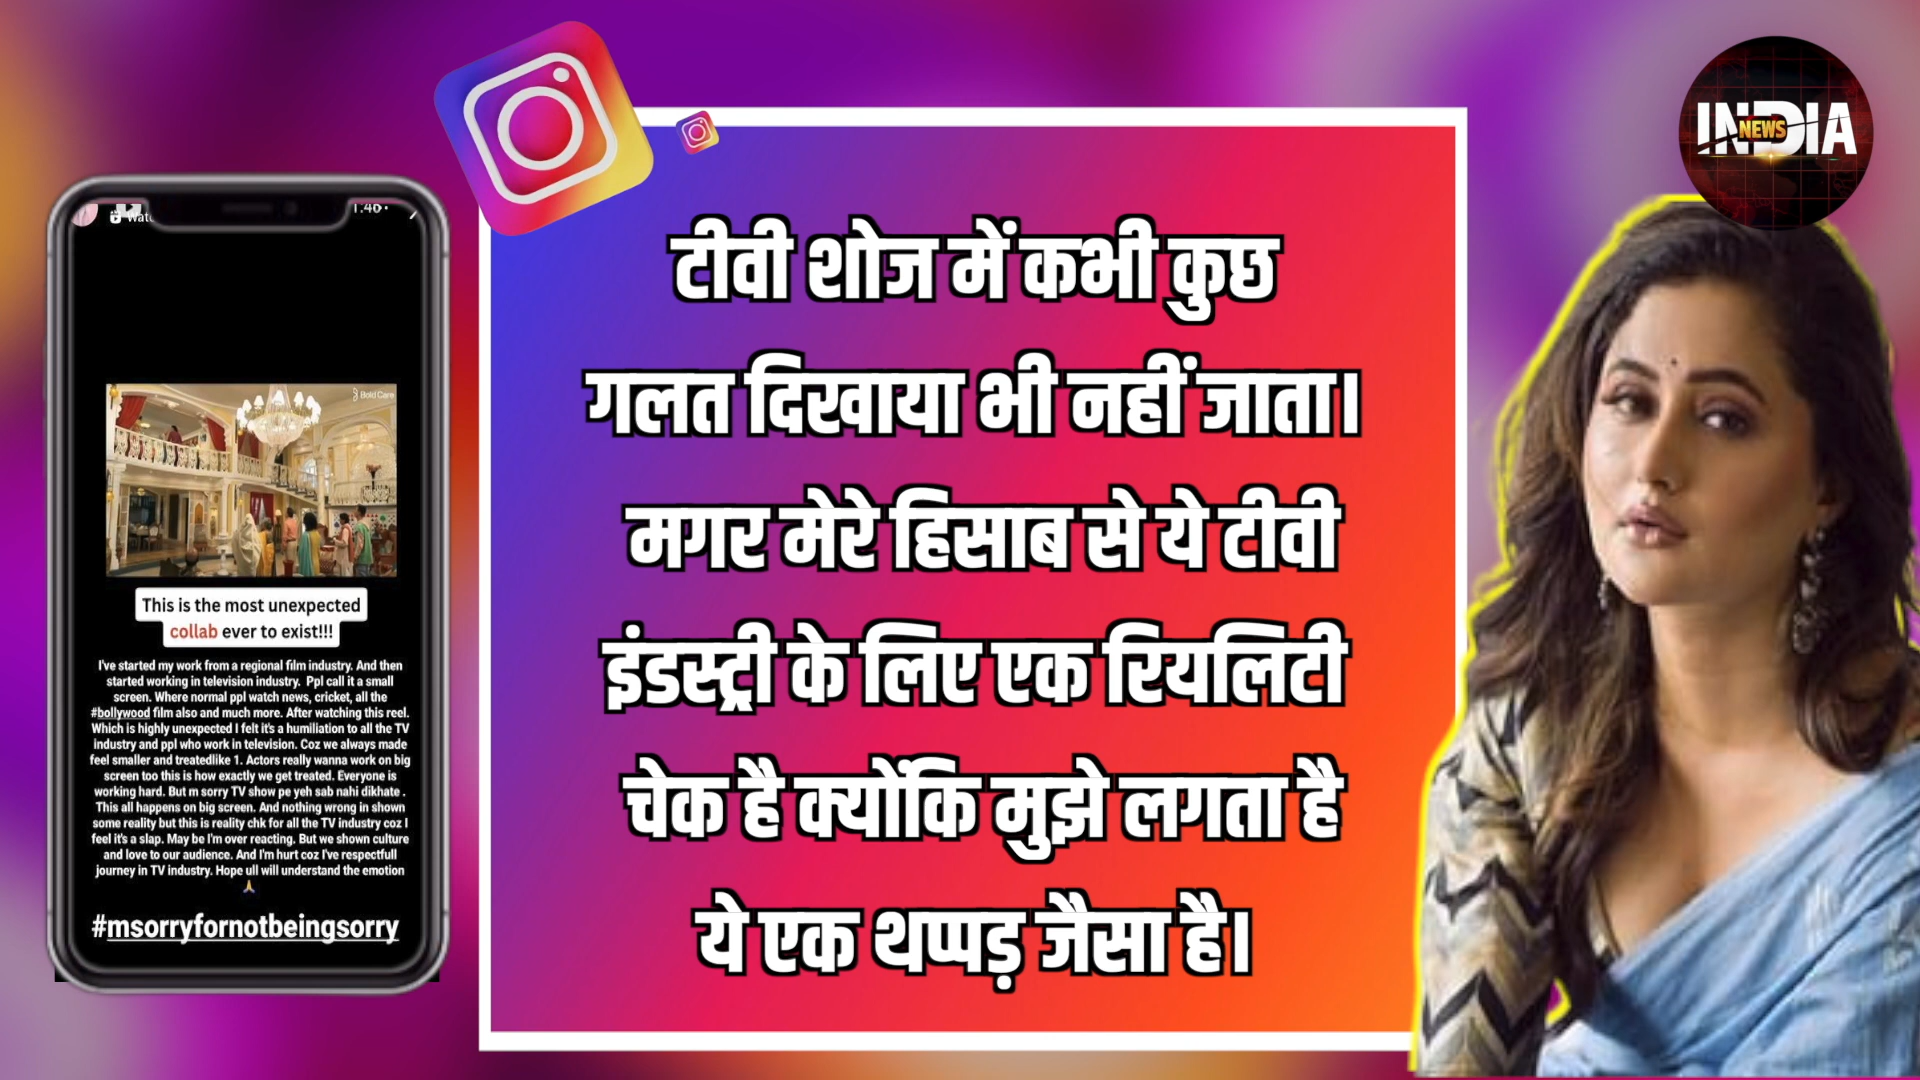 INDIA
NEWS
टीवी शोज में कभी कुछ
गलत दिखाया भी नहीं जाता।
मगर मेरे हिसाब से ये टीवी
इंडस्ट्री के लिए एक रियलिटी
चेक है क्योंकि मुझे लगता है
ये एक थप्पड़ जैसा है।
Bold Care
This is the most unexpected
collab ever to exist!!!
I've started my work from a regional film industry. And then
started working in television industry. Ppl call it a small
screen. Where normal ppl watch news, cricket, all the
#bollywood film also and much more. After watching this reel.
Which is highly unexpected I felt it's a humiliation to all the TV
industry and ppl who work in television. Coz we always made
feel smaller and treatedlike 1. Actors really wanna work on big
screen too this is how exactly we get treated. Everyone is
working hard. But m sorry TV show pe yeh sab nahi dikhate .
This all happens on big screen. And nothing wrong in shown
some reality but this is reality chk for all the TV industry coz I
feel it's a slap. May be I'm over reacting. But we shown culture
and love to our audience. And I'm hurt coz I've respectfull
journey in TV industry. Hope ull will understand the emotion
🙏
#msorryfornotbeingsorry